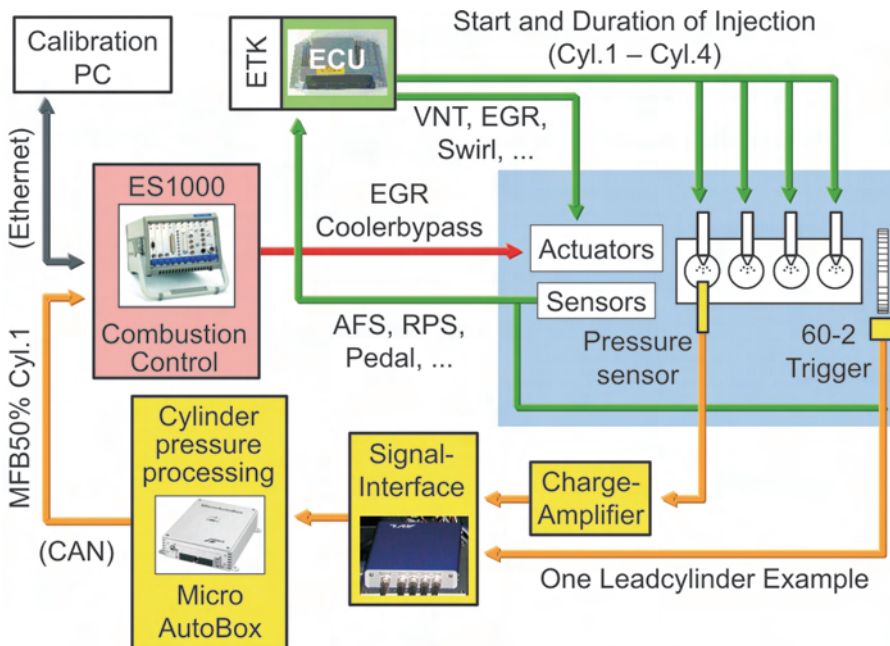 Calibration
PC
ETK
ECU
Start and Duration of Injection
(Cyl.1 – Cyl.4)
VNT, EGR,
Swirl, ...
(Ethernet)
ES1000
Combustion
Control
EGR
Coolerbypass
Actuators
Sensors
AFS, RPS,
Pedal, ...
Pressure
sensor
60-2
Trigger
MFB50% Cyl.1
(CAN)
Cylinder
pressure
processing
Micro
AutoBox
Signal-
Interface
Charge-
Amplifier
One Leadcylinder Example